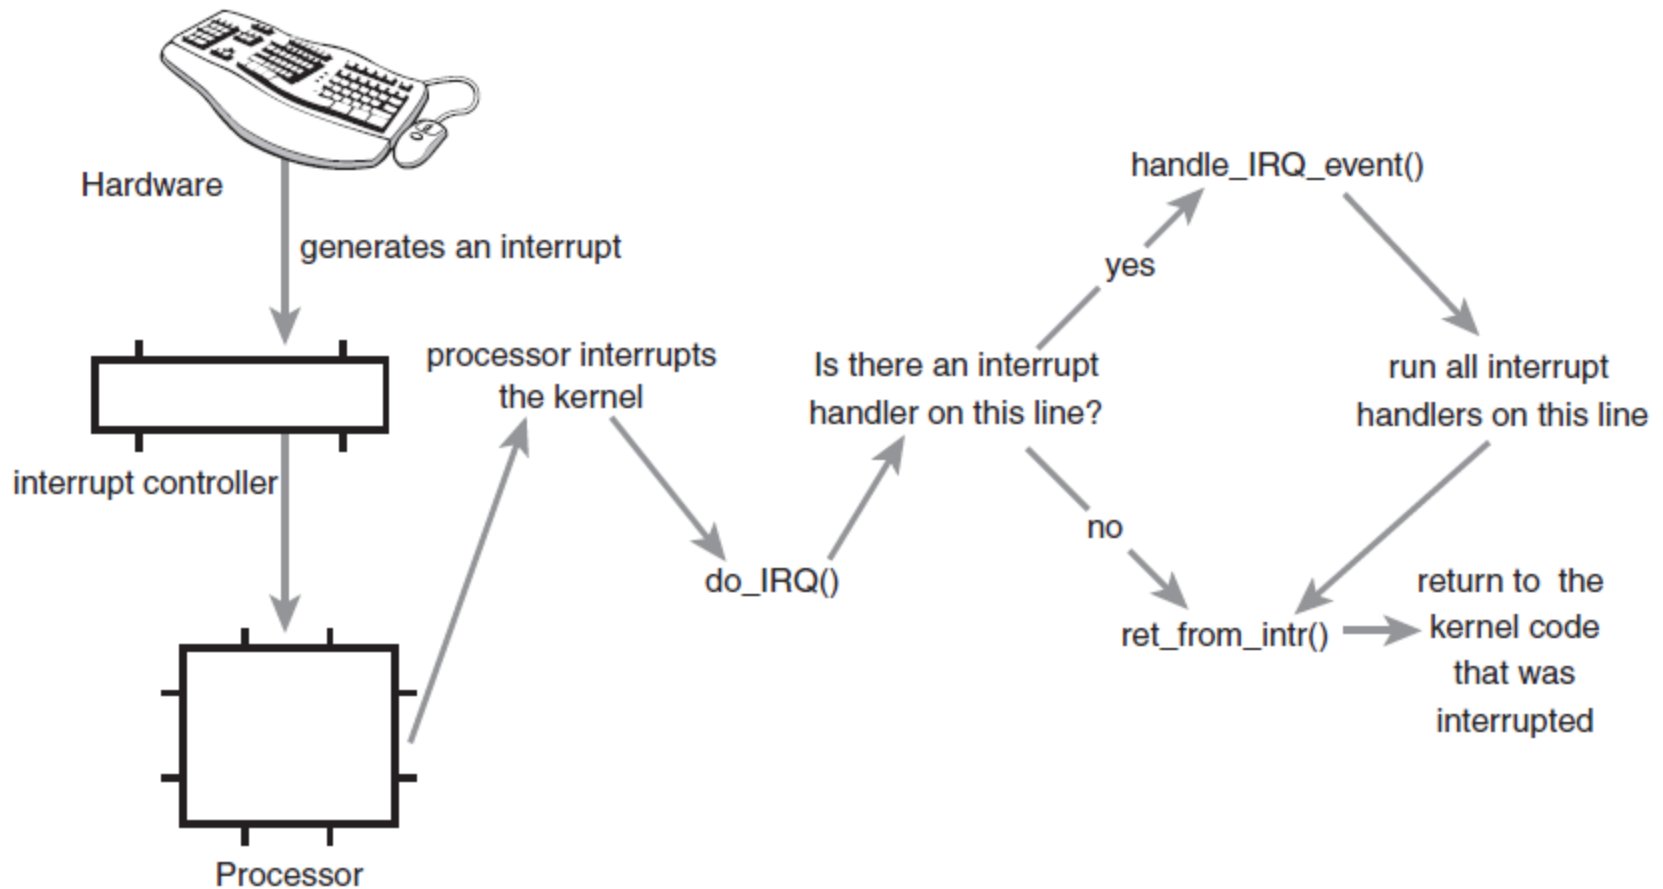 Hardware
generates an interrupt
interrupt controller
Processor
processor interrupts
the kernel
do_IRQ()
Is there an interrupt
handler on this line?
yes
no
handle_IRQ_event()
run all interrupt
handlers on this line
ret_from_intr()
return to the
kernel code
that was
interrupted